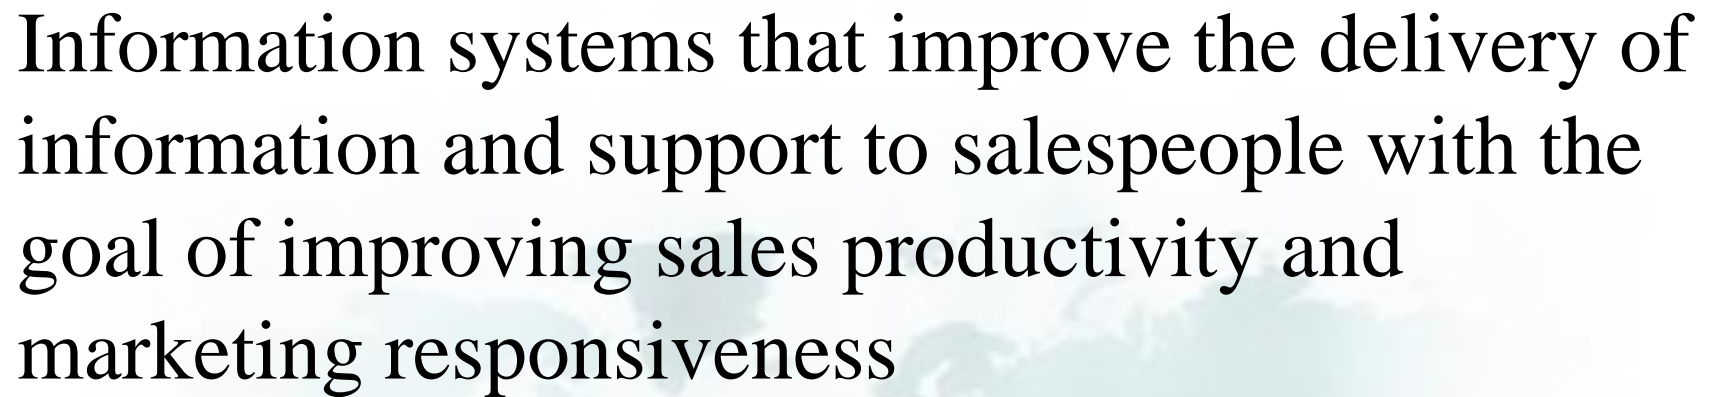 Information systems that improve the delivery of
information and support to salespeople with the
goal of improving sales productivity and
marketing responsiveness